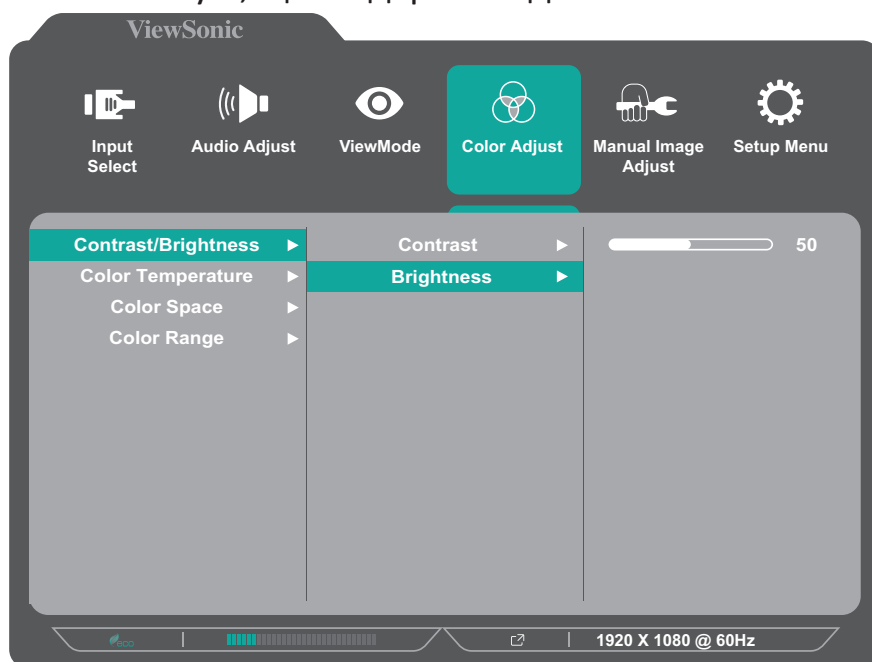 ViewSonic
Input
Select
Audio Adjust
ViewMode
Color Adjust
Manual Image
Adjust
Setup Menu
Contrast/Brightness
Contrast
50
Color Temperature
Brightness
Color Space
Color Range
eco
1920 X 1080 @ 60Hz